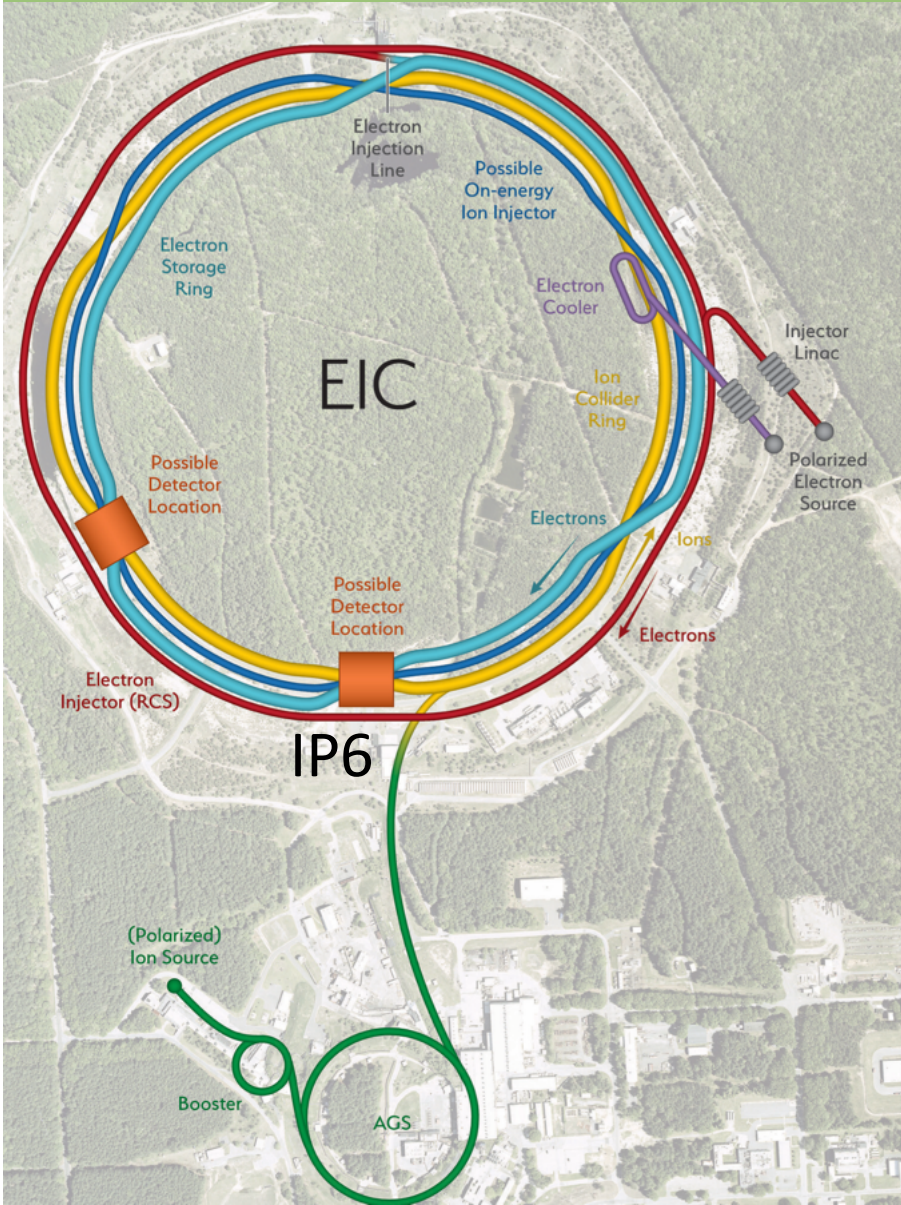 Electron
Injection
Line
Possible
On-energy
Ion Injector
Electron
Storage
Ring
Electron
Cooler
Injector
Linac
EIC
Ion
Collider
Ring
Possible
Detector
Location
Polarized
Electron
Source
Electrons
Ions
Possible
Detector
Location
Electrons
Electron
Injector (RCS)
IP6
(Polarized)
Ion Source
Booster
AGS